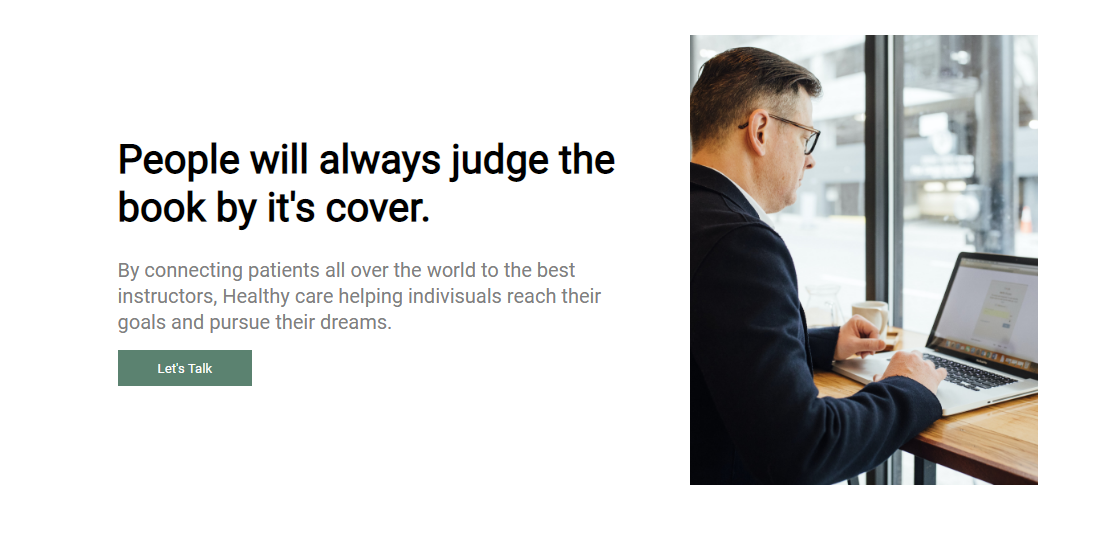 People will always judge the
book by it's cover.
By connecting patients all over the world to the best
instructors, Healthy care helping indivisuals reach their
goals and pursue their dreams.
Let's Talk